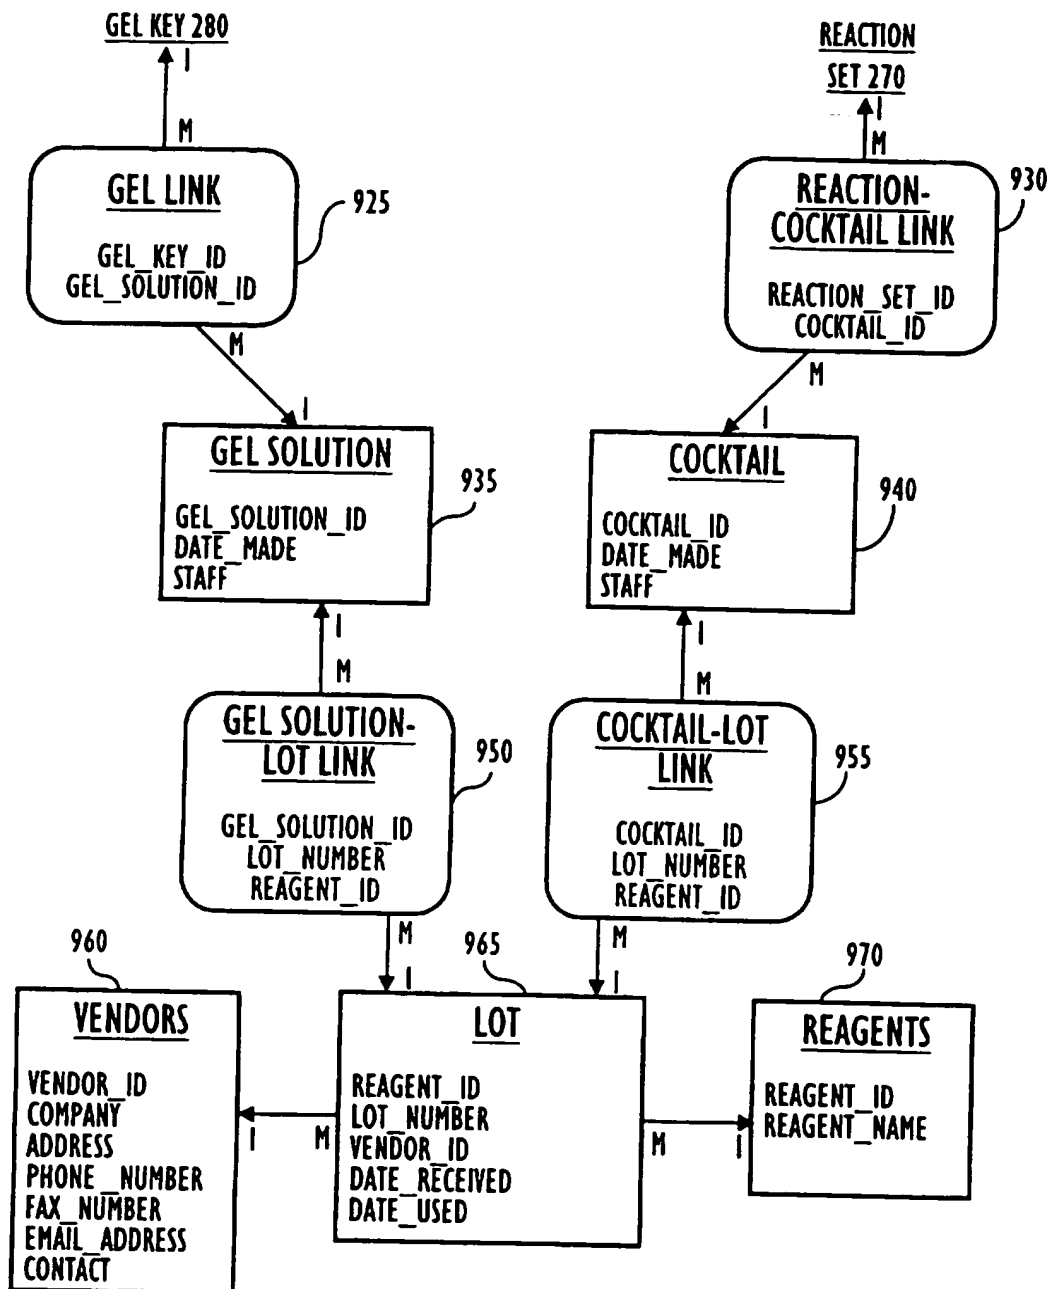 GEL KEY 280
I
M
GEL LINK
GEL_KEY_ID
GEL_SOLUTION_ID
925
M
I
REACTION
SET 270
I
M
REACTION-
COCKTAIL LINK
REACTION_SET_ID
COCKTAIL_ID
930
M
I
GEL SOLUTION
GEL_SOLUTION_ID
DATE_MADE
STAFF
935
I
M
COCKTAIL
COCKTAIL_ID
DATE_MADE
STAFF
940
I
M
GEL SOLUTION-
LOT LINK
GEL_SOLUTION_ID
LOT_NUMBER
REAGENT_ID
950
M
I
COCKTAIL-LOT
LINK
COCKTAIL_ID
LOT_NUMBER
REAGENT_ID
955
M
I
960
VENDORS
VENDOR_ID
COMPANY
ADDRESS
PHONE_NUMBER
FAX_NUMBER
EMAIL_ADDRESS
CONTACT
I
M
965
LOT
REAGENT_ID
LOT_NUMBER
VENDOR_ID
DATE_RECEIVED
DATE_USED
M
I
970
REAGENTS
REAGENT_ID
REAGENT_NAME